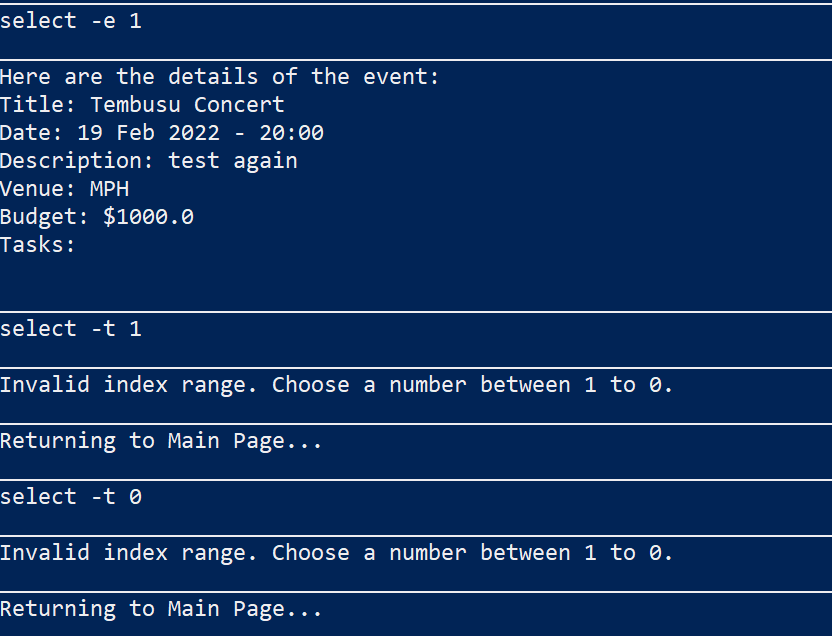 select -e 1
Here are the details of the event:
Title: Tembusu Concert
Date: 19 Feb 2022 - 20:00
Description: test again
Venue: MPH
Budget: $1000.0
Tasks:
select -t 1
Invalid index range. Choose a number between 1 to 0.
Returning to Main Page...
select -t 0
Invalid index range. Choose a number between 1 to 0.
Returning to Main Page...